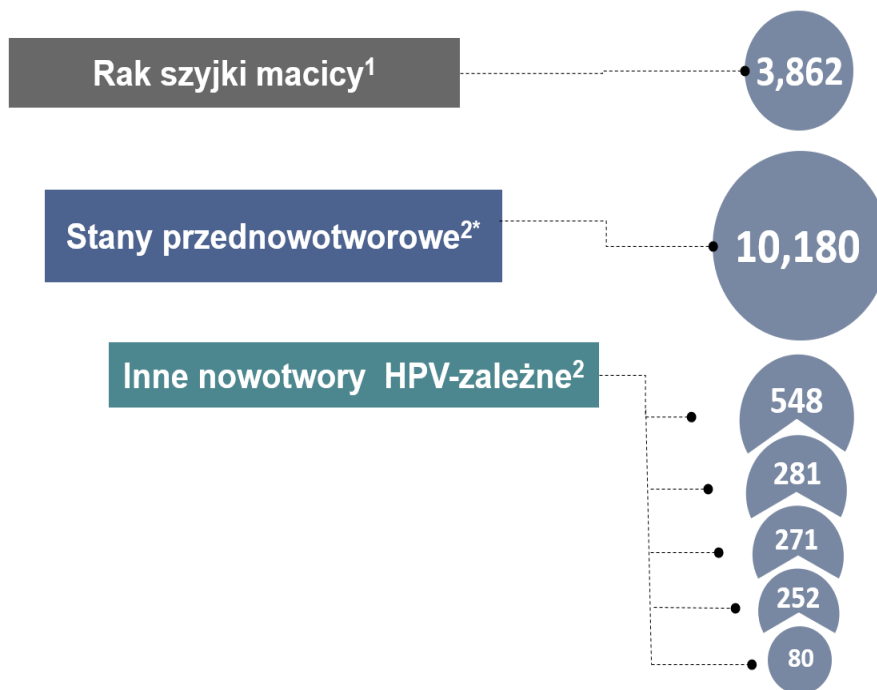 Rak szyjki macicy¹
3,862
Stany przednowotworowe²*
10,180
Inne nowotwory HPV-zależne²
548
281
271
252
80